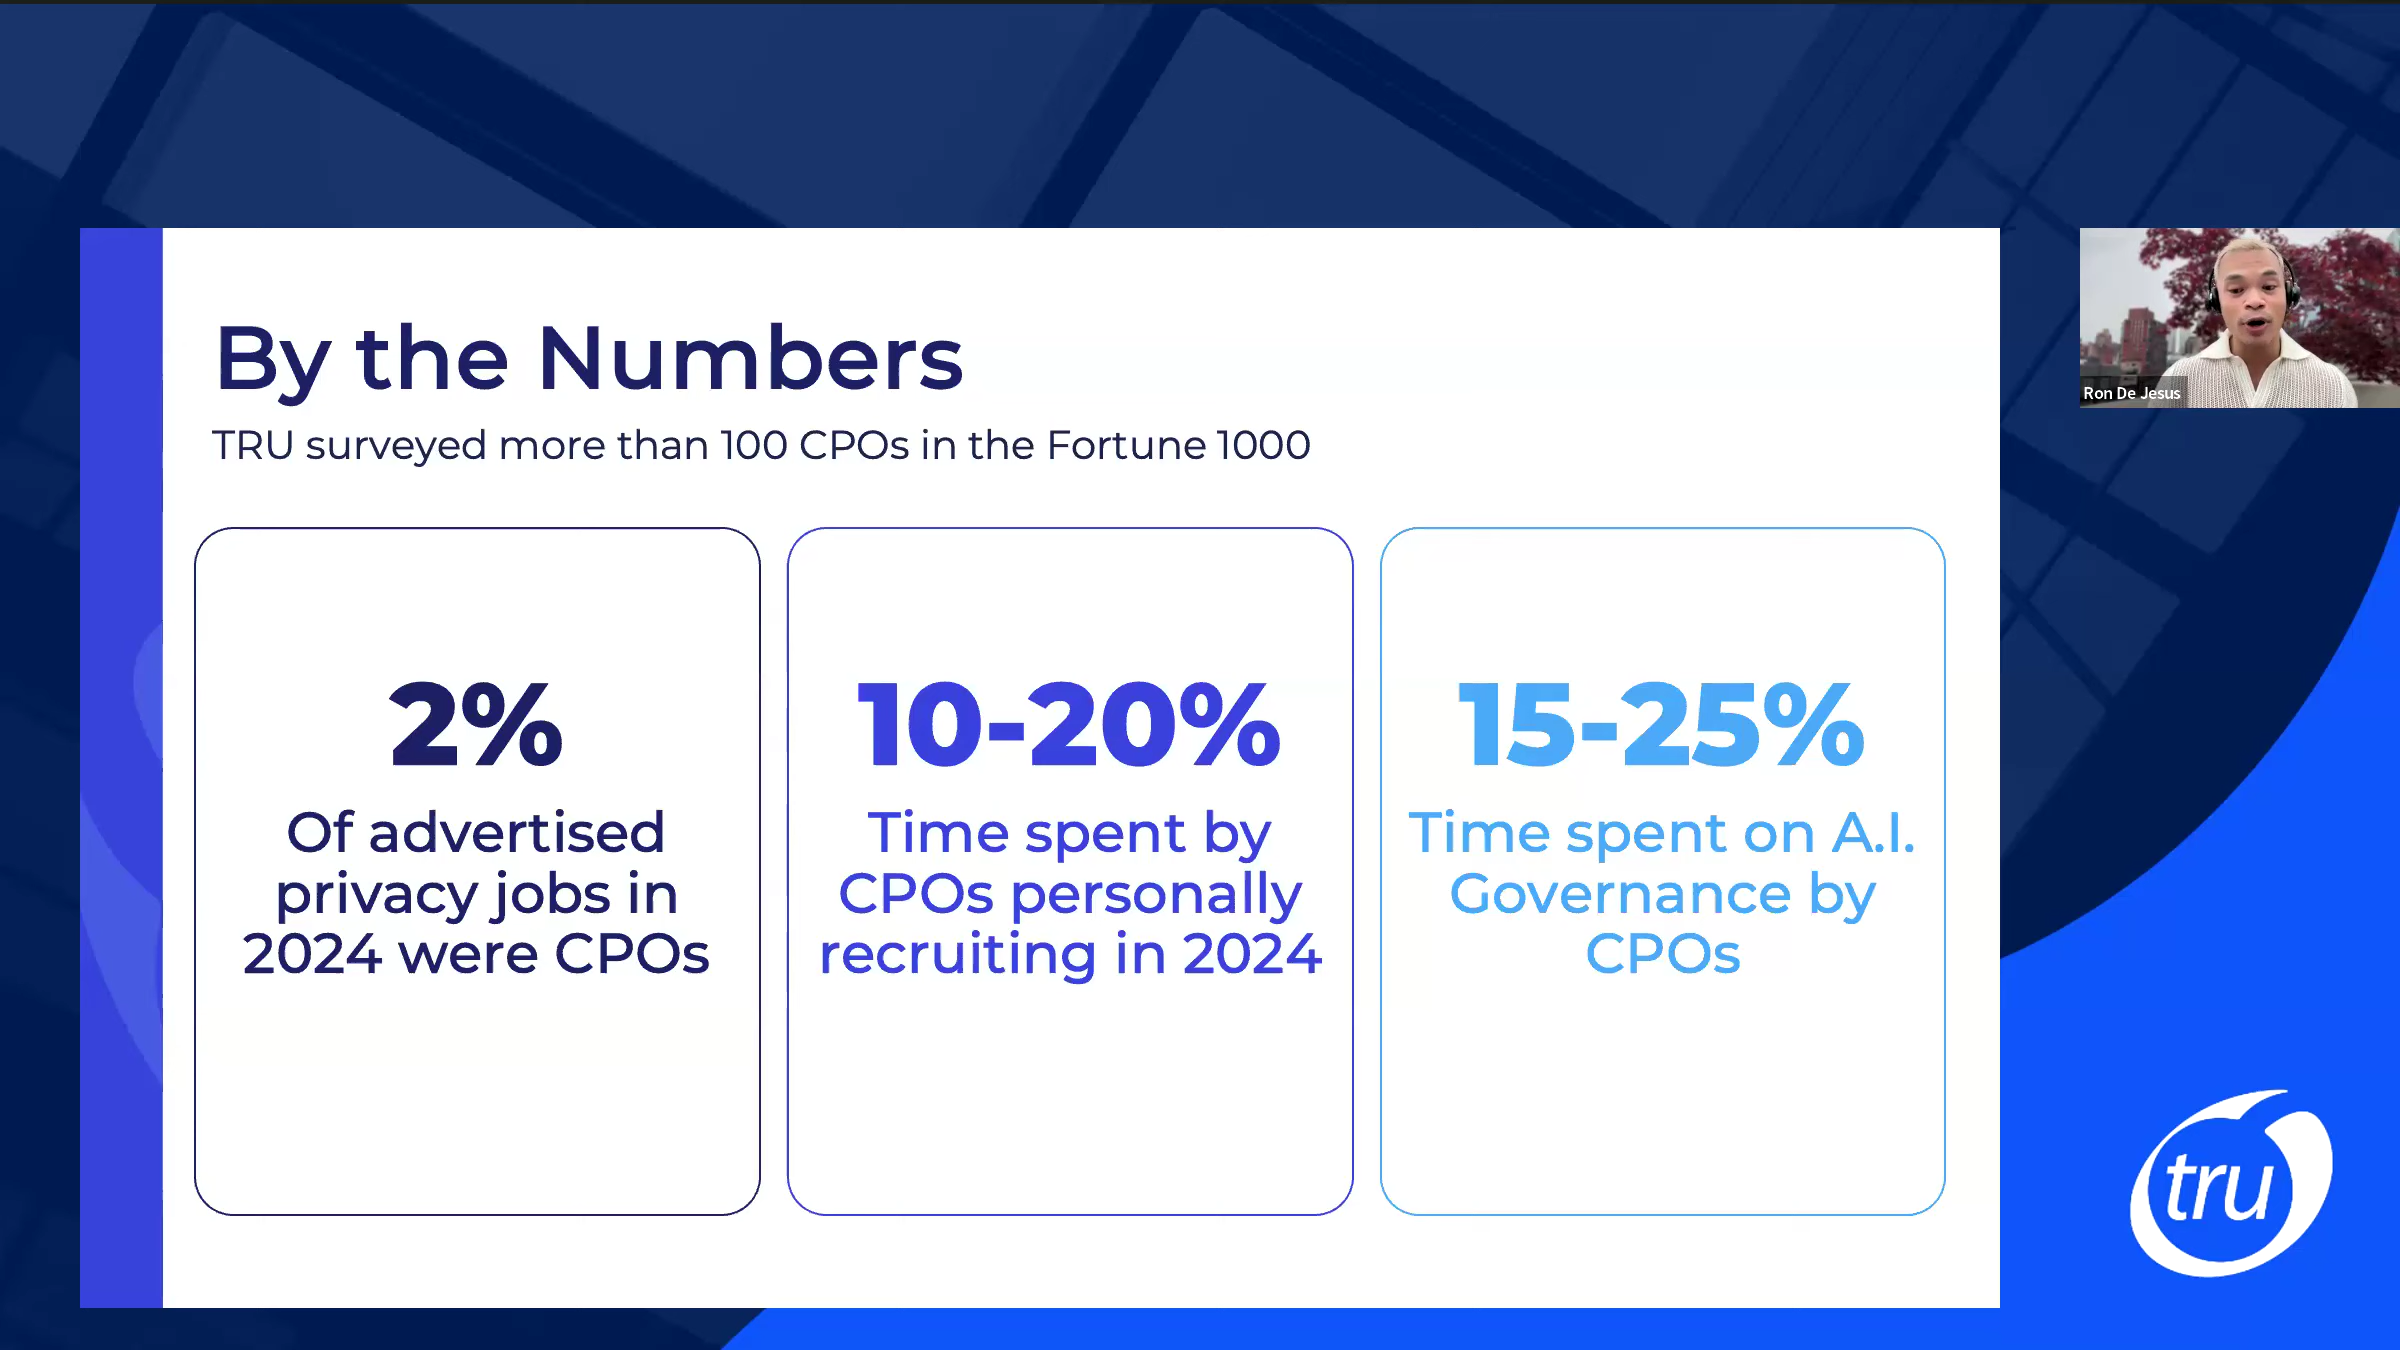 By the Numbers
TRU surveyed more than 100 CPOs in the Fortune 1000
2%
Of advertised
privacy jobs in
2024 were CPOs
10-20%
Time spent by
CPOs personally
recruiting in 2024
15-25%
Time spent on A.I.
Governance by
CPOs
Ron De Jesus
tru